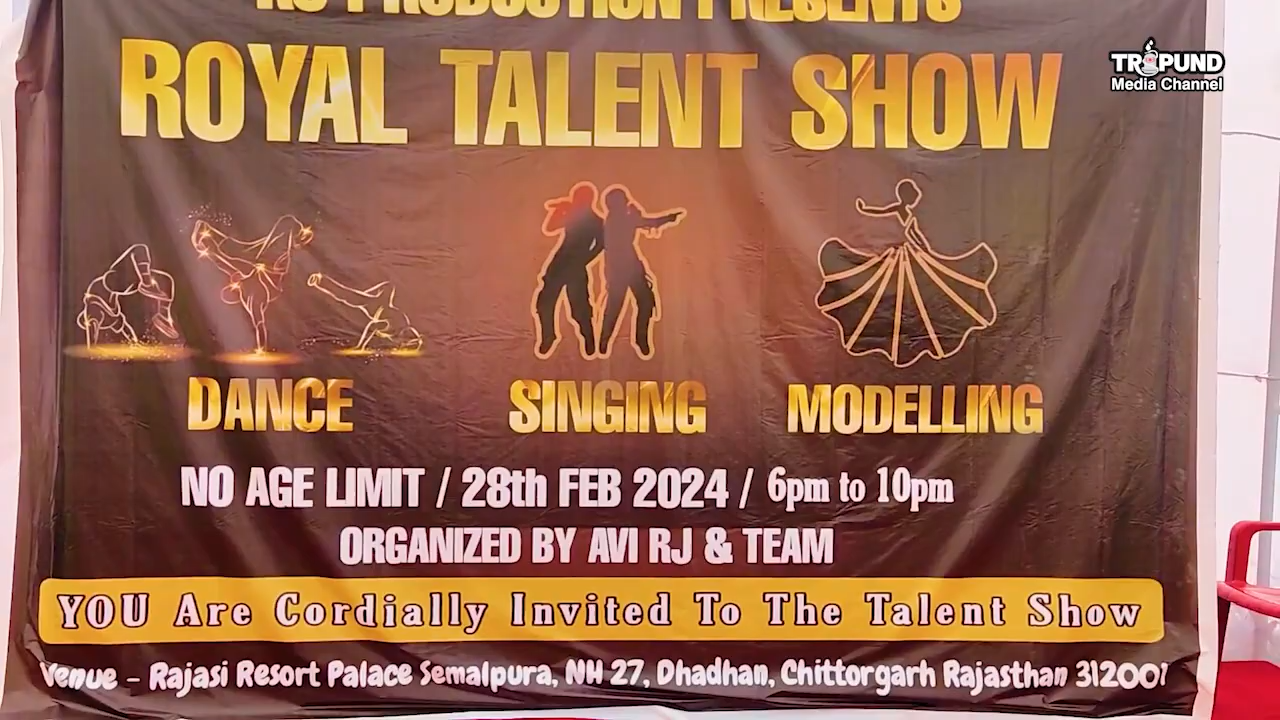 PRODUCTION PRESENTS
ROYAL TALENT SHOW
TRIPUND
Media Channel
DANCE SINGING MODELLING
NO AGE LIMIT / 28th FEB 2024 / 6pm to 10pm
ORGANIZED BY AVI RJ & TEAM
YOU Are Cordially Invited To The Talent Show
Venue - Rajasi Resort Palace Semalpura, NH 27, Dhadhan, Chittorgarh Rajasthan 312001